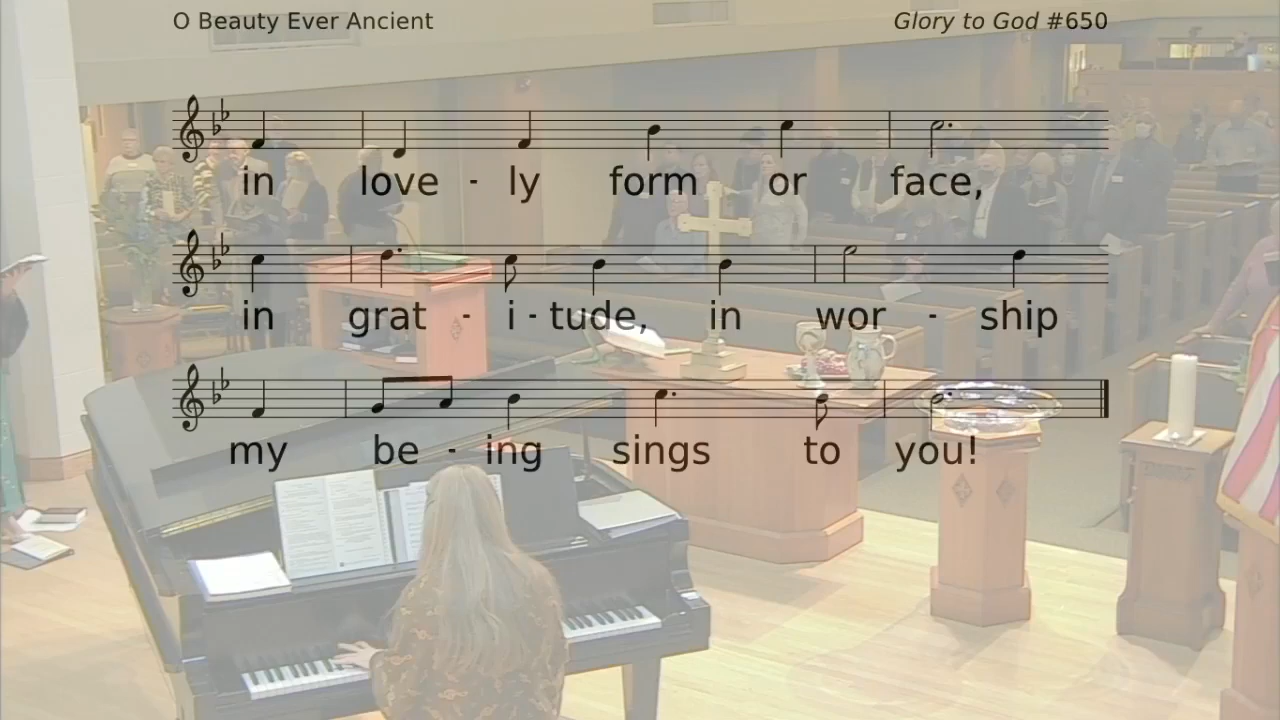 O Beauty Ever Ancient
Glory to God #650
in love - ly form or face,
in grat - i - tude, in wor - ship
my be - ing sings to you!